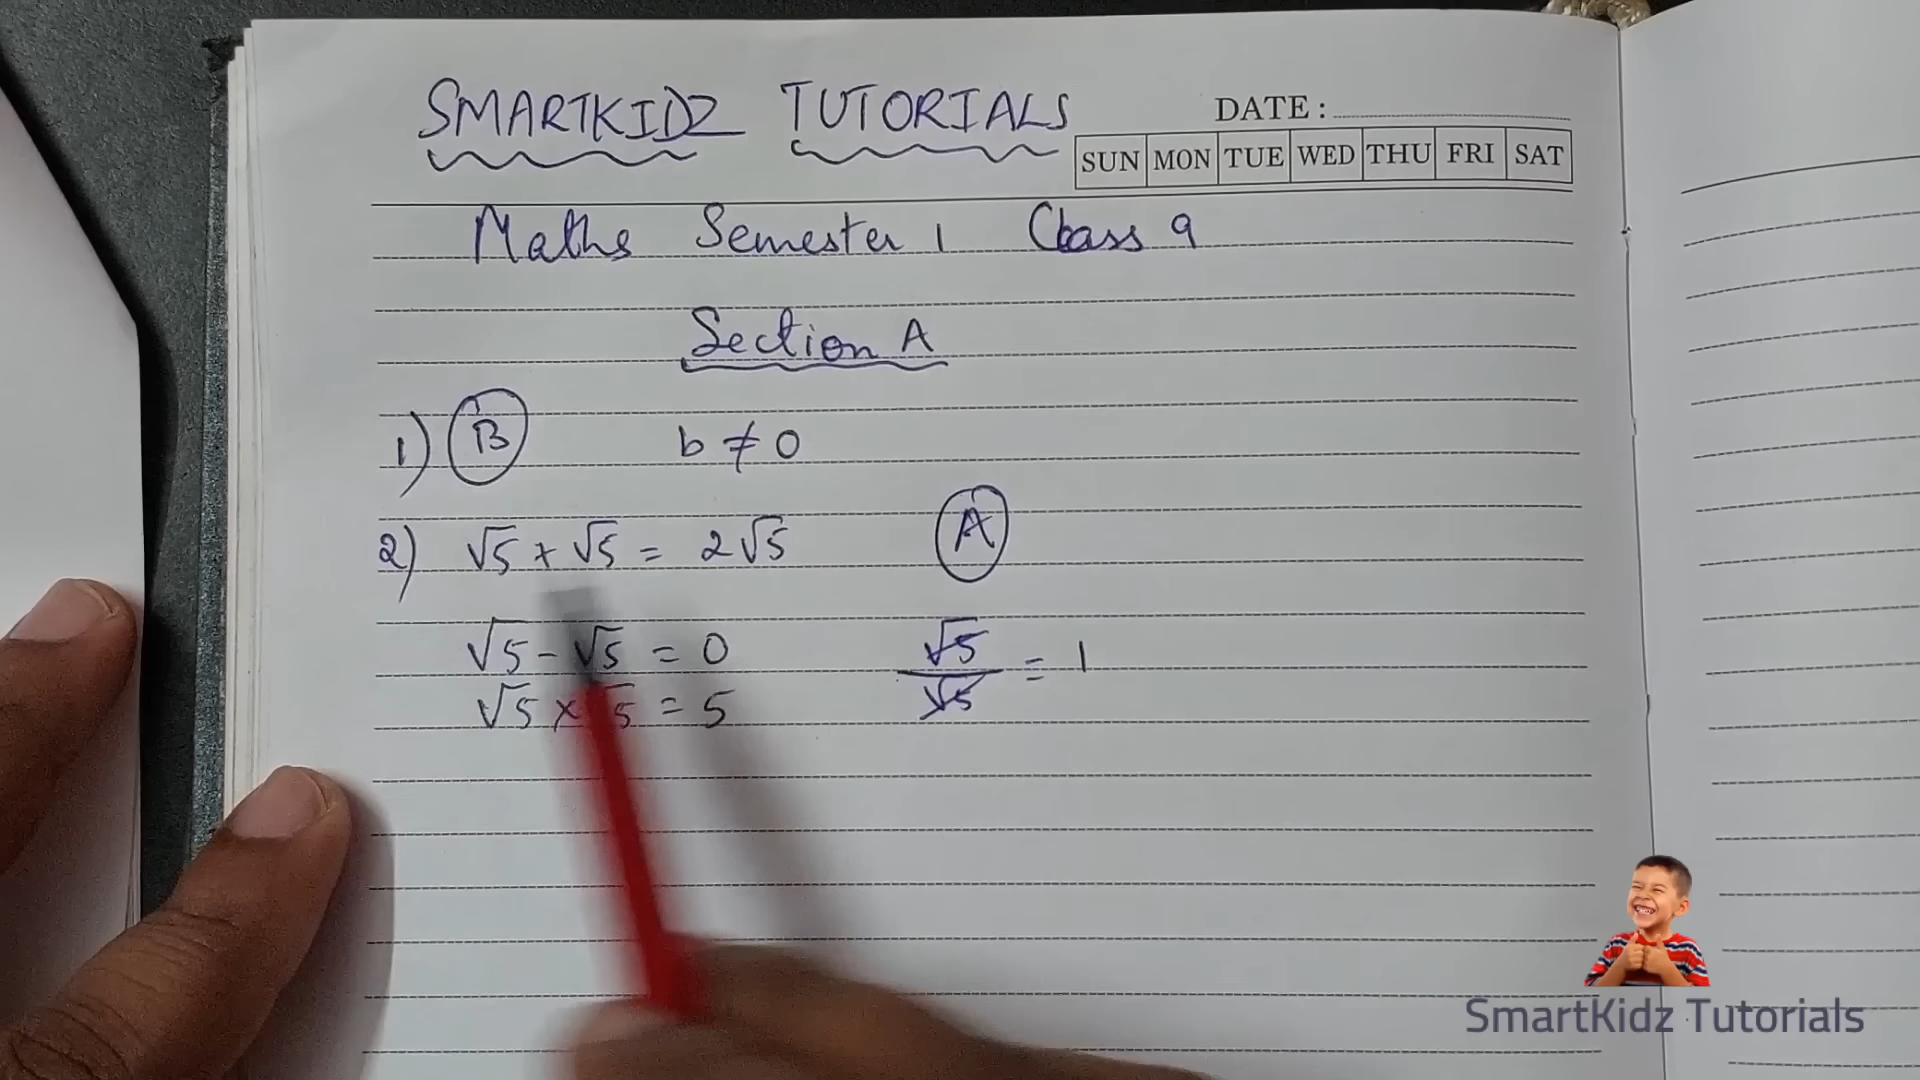 SMARTKIDZ TUTORIALS
DATE :
SUN MON TUE WED THU FRI SAT
Maths Semester 1 Class 9
Section A
1) B b ≠ 0
2) √5 + √5 = 2√5 A
√5 - √5 = 0 √5/√5 = 1
√5 × √5 = 5
SmartKidz Tutorials